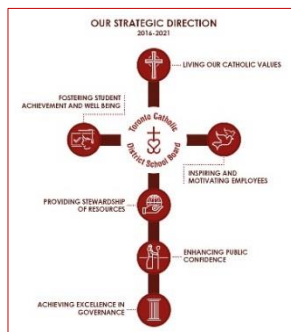 OUR STRATEGIC DIRECTION
2016-2021
LIVING OUR CATHOLIC VALUES
FOSTERING STUDENT
ACHIEVEMENT AND WELL BEING
Toronto Catholic
District School Board
INSPIRING AND
MOTIVATING EMPLOYEES
PROVIDING STEWARDSHIP
OF RESOURCES
ENHANCING PUBLIC
CONFIDENCE
ACHIEVING EXCELLENCE IN
GOVERNANCE